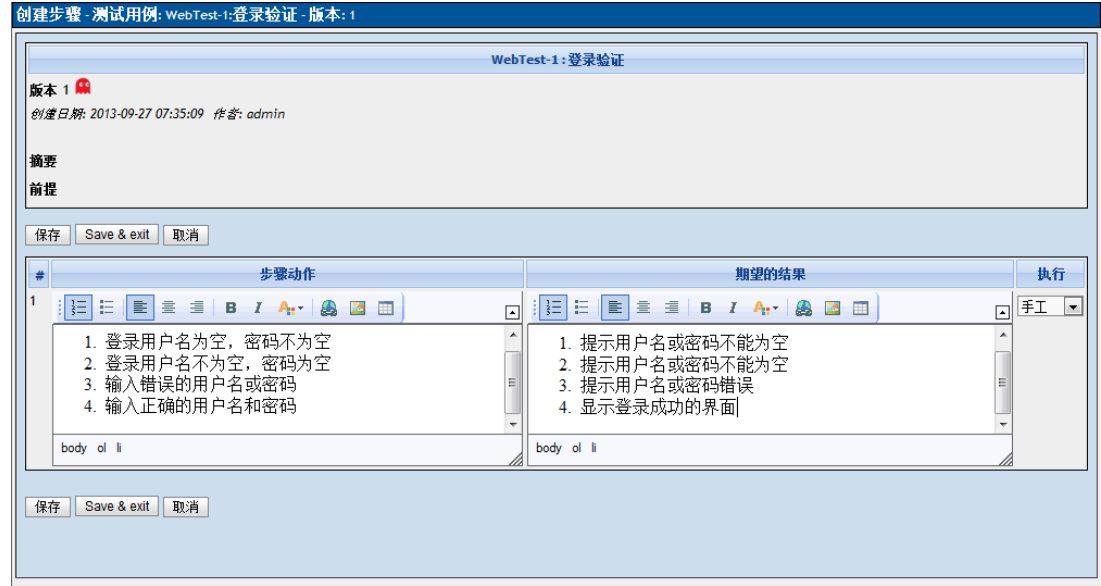 创建步骤 - 测试用例: WebTest-1:登录验证 - 版本: 1
WebTest-1 : 登录验证
版本 1
创建日期: 2013-09-27 07:35:09 作者: admin
摘要
前提
保存 Save & exit 取消
# 步骤动作 期望的结果 执行
1 B I A B I A 手工
1. 登录用户名为空，密码不为空
2. 登录用户名不为空，密码为空
3. 输入错误的用户名或密码
4. 输入正确的用户名和密码
1. 提示用户名或密码不能为空
2. 提示用户名或密码不能为空
3. 提示用户名或密码错误
4. 显示登录成功的界面
body ol li body ol li
保存 Save & exit 取消